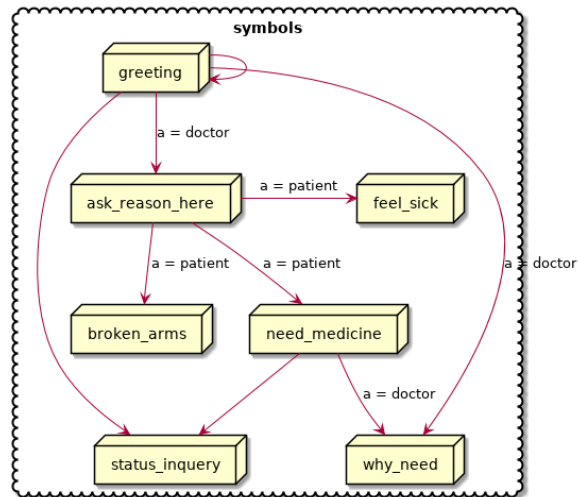 symbols
greeting
a = doctor
ask_reason_here
a = patient
feel_sick
a = patient
a = patient
a = doctor
broken_arms
need_medicine
a = doctor
status_inquery
why_need